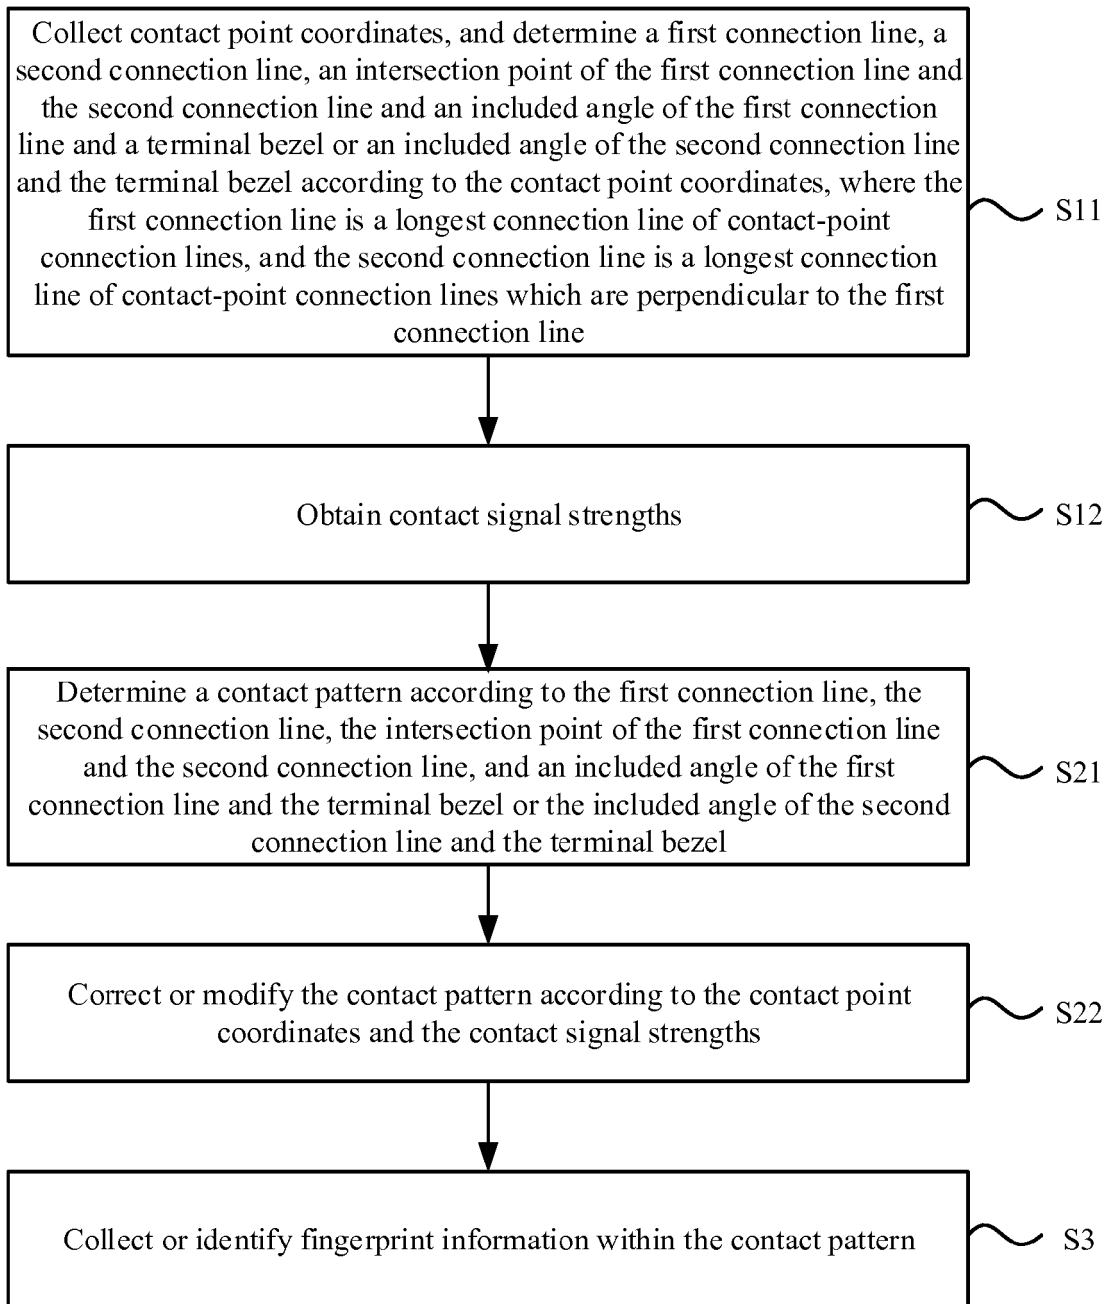 Collect contact point coordinates, and determine a first connection line, a
second connection line, an intersection point of the first connection line and
the second connection line and an included angle of the first connection
line and a terminal bezel or an included angle of the second connection line
and the terminal bezel according to the contact point coordinates, where the
first connection line is a longest connection line of contact-point
connection lines, and the second connection line is a longest connection
line of contact-point connection lines which are perpendicular to the first
connection line
S11
Obtain contact signal strengths
S12
Determine a contact pattern according to the first connection line, the
second connection line, the intersection point of the first connection line
and the second connection line, and an included angle of the first
connection line and the terminal bezel or the included angle of the second
connection line and the terminal bezel
S21
Correct or modify the contact pattern according to the contact point
coordinates and the contact signal strengths
S22
Collect or identify fingerprint information within the contact pattern
S3